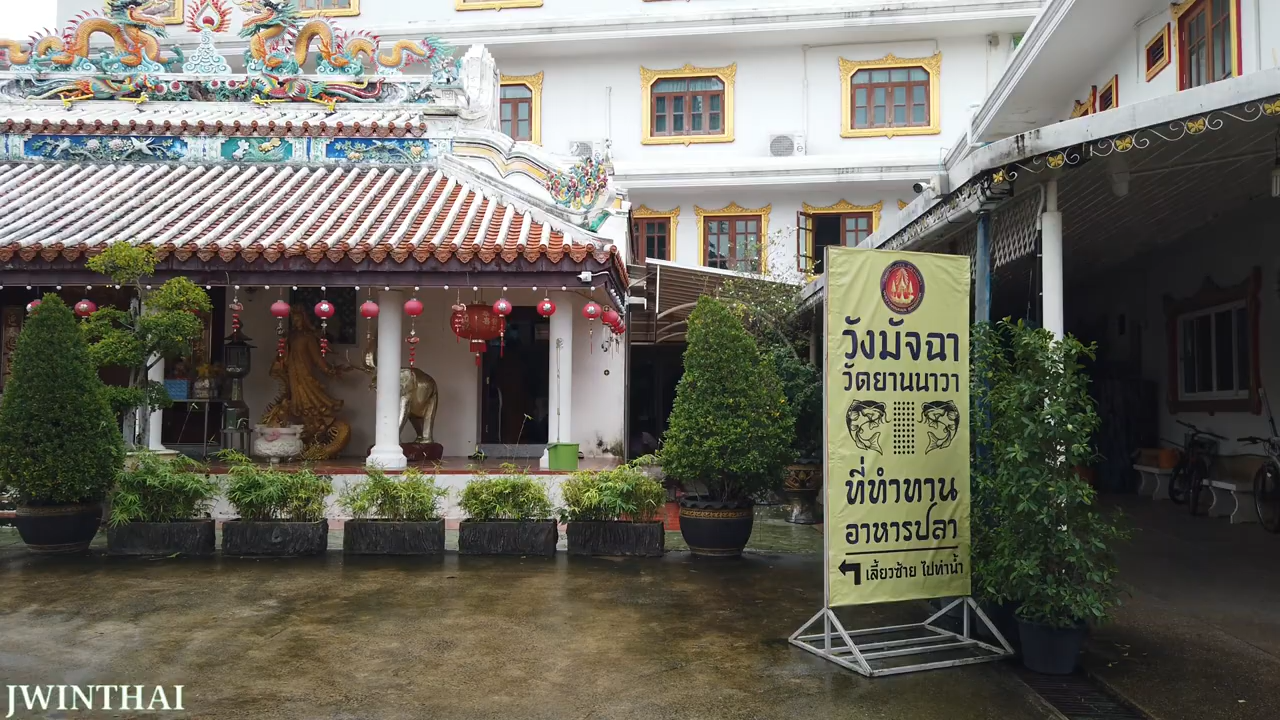 วังมัจฉา
วัดยานนาวา
ที่ทำทาน
อาหารปลา
เลี้ยวซ้าย ไปท่าน้ำ
JWINTHAI